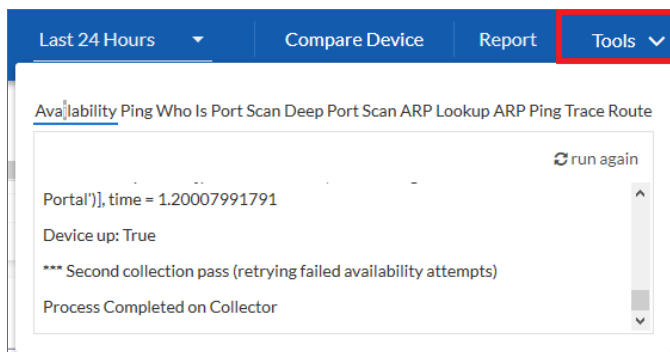 Last 24 Hours Compare Device Report Tools
Availability Ping Who Is Port Scan Deep Port Scan ARP Lookup ARP Ping Trace Route
run again
Portal')], time = 1.20007991791
Device up: True
*** Second collection pass (retrying failed availability attempts)
Process Completed on Collector